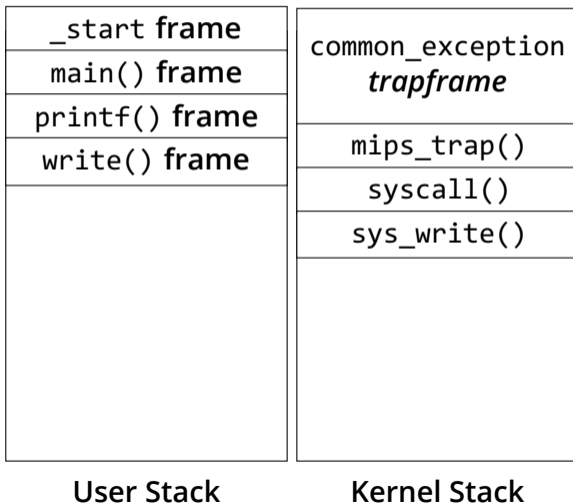 _start frame
main() frame
printf() frame
write() frame
User Stack
common_exception
trapframe
mips_trap()
syscall()
sys_write()
Kernel Stack